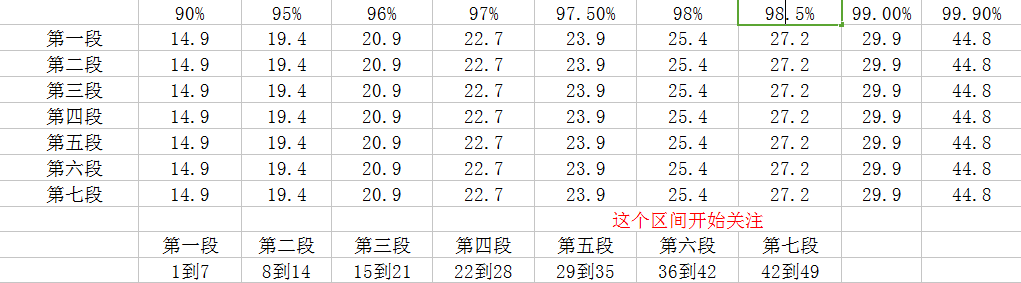 90% 95% 96% 97% 97.50% 98% 98.5% 99.00% 99.90%
第一段 14.9 19.4 20.9 22.7 23.9 25.4 27.2 29.9 44.8
第二段 14.9 19.4 20.9 22.7 23.9 25.4 27.2 29.9 44.8
第三段 14.9 19.4 20.9 22.7 23.9 25.4 27.2 29.9 44.8
第四段 14.9 19.4 20.9 22.7 23.9 25.4 27.2 29.9 44.8
第五段 14.9 19.4 20.9 22.7 23.9 25.4 27.2 29.9 44.8
第六段 14.9 19.4 20.9 22.7 23.9 25.4 27.2 29.9 44.8
第七段 14.9 19.4 20.9 22.7 23.9 25.4 27.2 29.9 44.8
这个区间开始关注
第一段 第二段 第三段 第四段 第五段 第六段 第七段
1到7 8到14 15到21 22到28 29到35 36到42 42到49